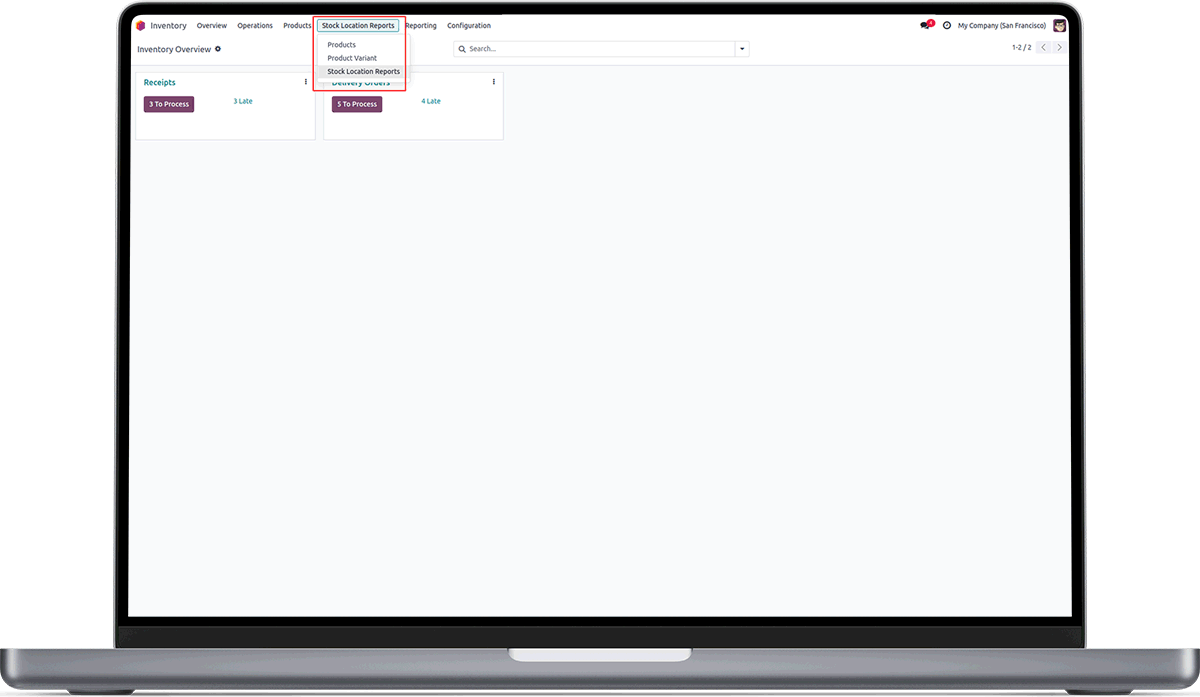 Inventory Overview Operations Products Stock Location Reports Reporting Configuration 4 My Company (San Francisco)
Inventory Overview Search... 1-2 / 2
Products
Product Variant
Stock Location Reports
Receipts Delivery Orders
3 To Process 3 Late 5 To Process 4 Late